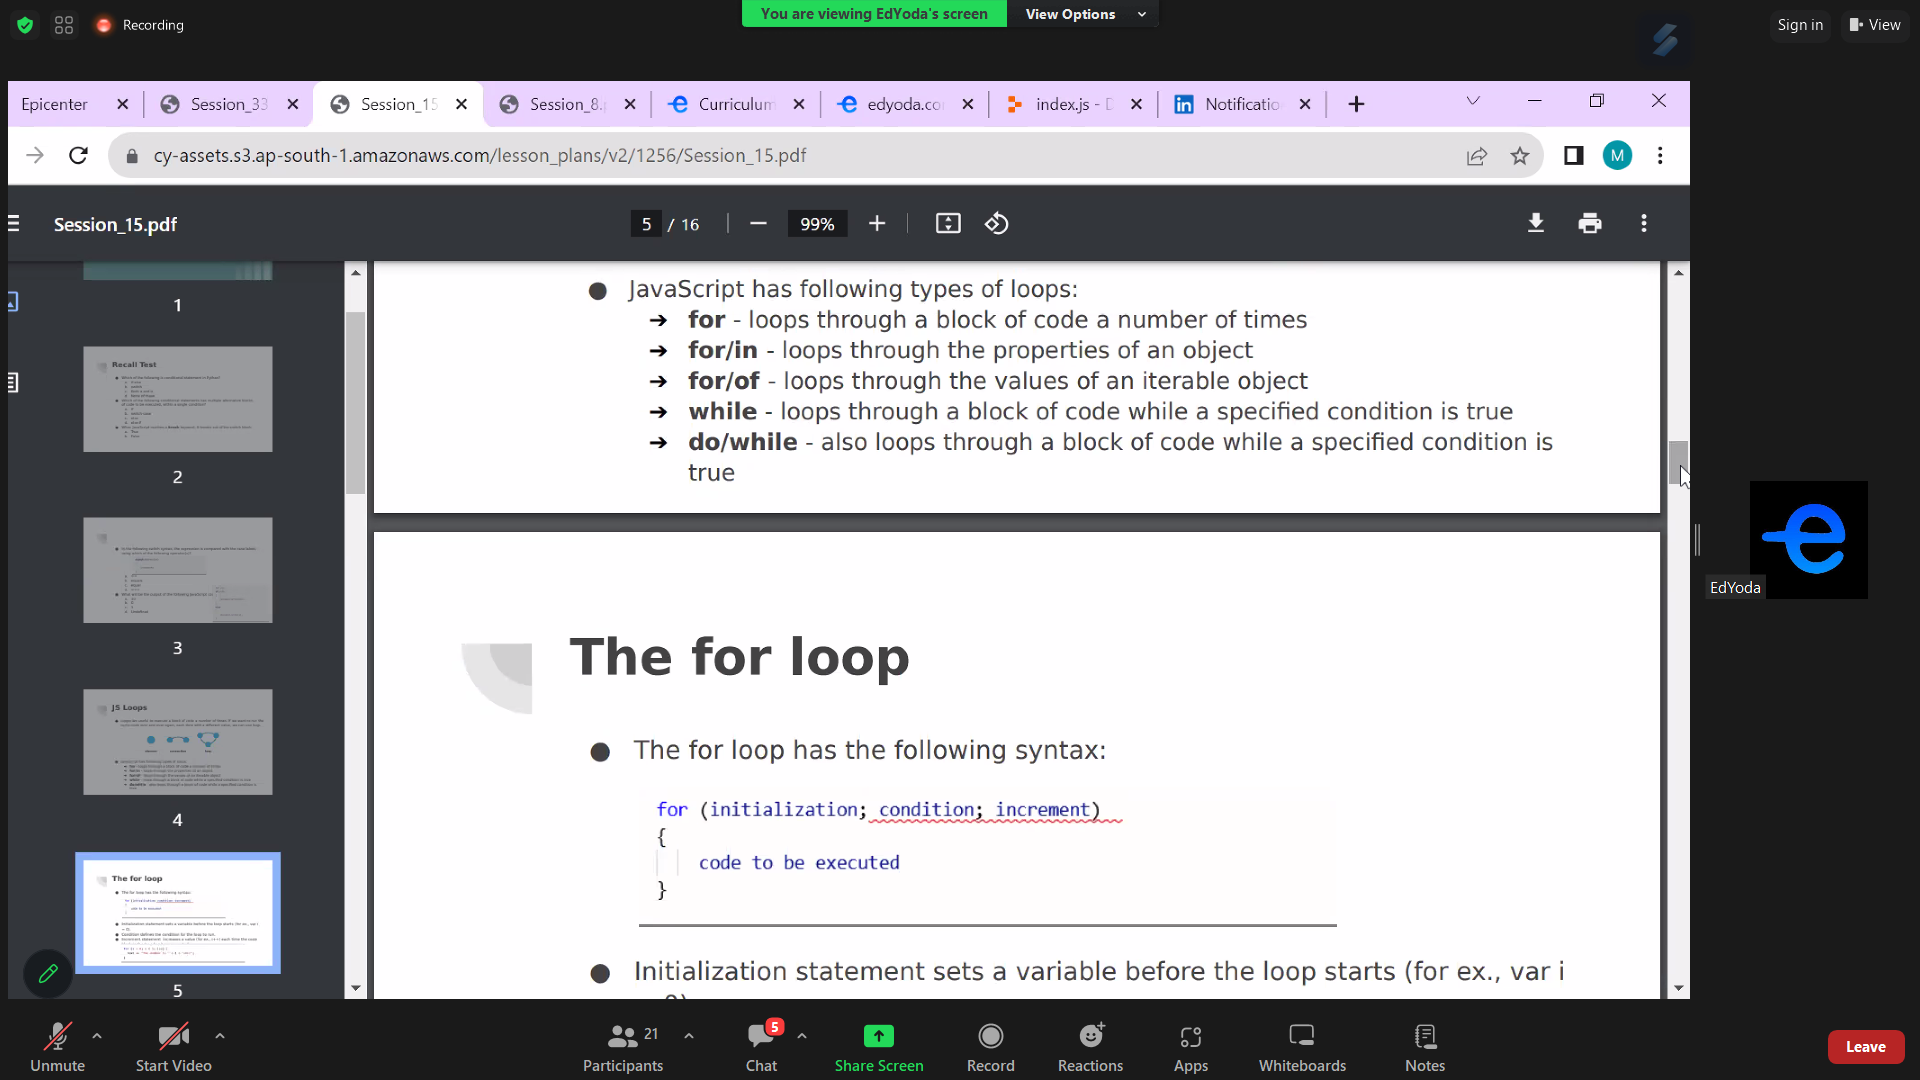 Recording
You are viewing EdYoda's screen
View Options
Sign in
View
Epicenter
Session_33
Session_15
Session_8.
Curriculum
edyoda.co
index.js -
Notificatio
cy-assets.s3.ap-south-1.amazonaws.com/lesson_plans/v2/1256/Session_15.pdf
M
Session_15.pdf
5 / 16
99%
1
Recall Test
2
3
JS Loops
4
The for loop
5
JavaScript has following types of loops:
for - loops through a block of code a number of times
for/in - loops through the properties of an object
for/of - loops through the values of an iterable object
while - loops through a block of code while a specified condition is true
do/while - also loops through a block of code while a specified condition is
true
The for loop
The for loop has the following syntax:
for (initialization; condition; increment)
{
code to be executed
}
Initialization statement sets a variable before the loop starts (for ex., var i
EdYoda
Unmute
Start Video
21
Participants
5
Chat
Share Screen
Record
Reactions
Apps
Whiteboards
Notes
Leave